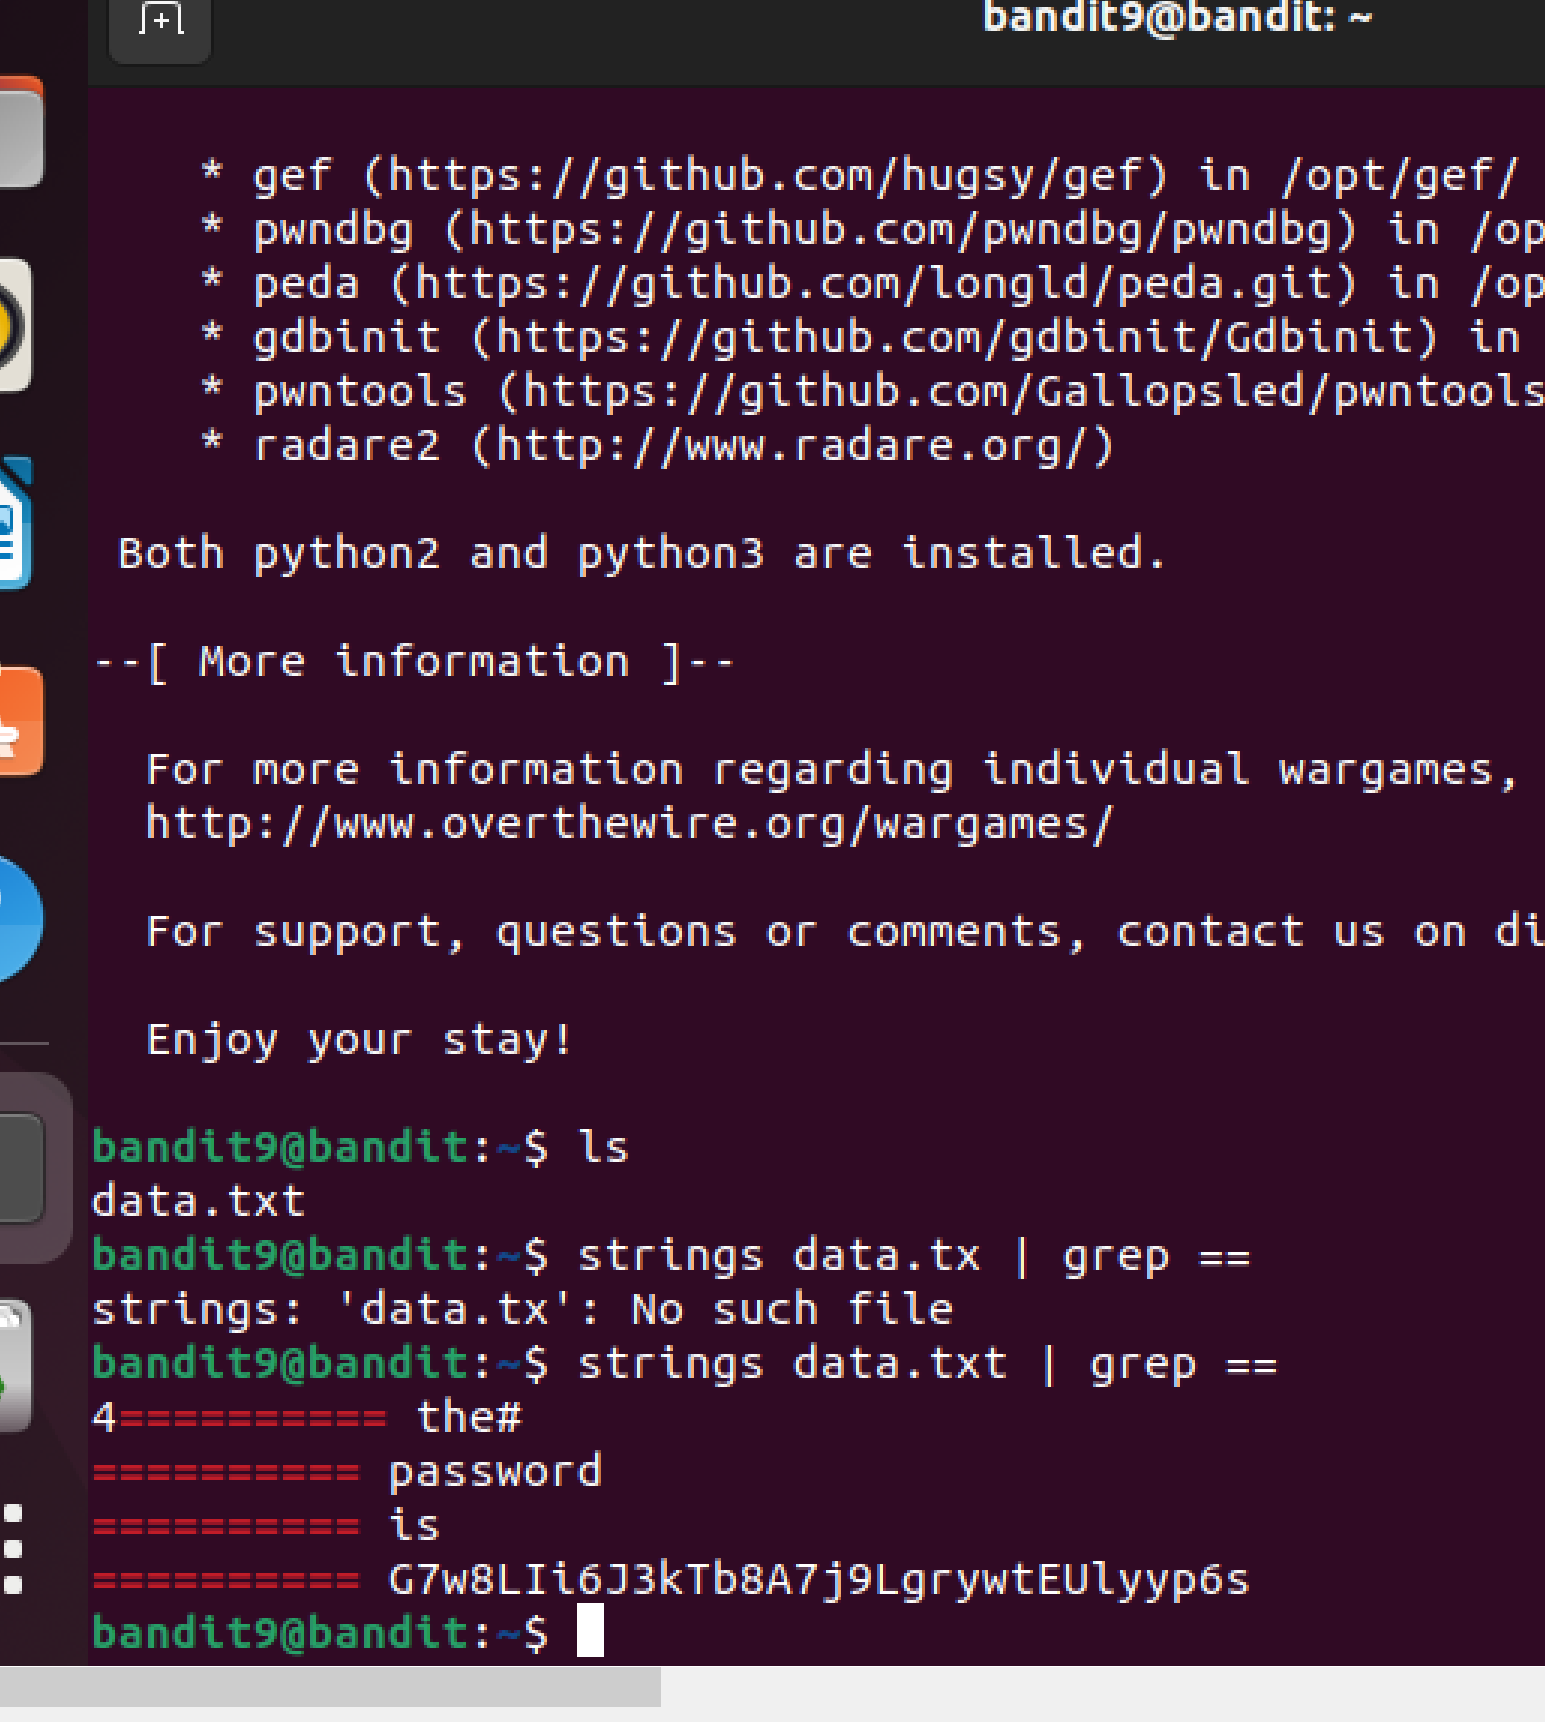 bandit9@bandit: ~
* gef (https://github.com/hugsy/gef) in /opt/gef/
* pwndbg (https://github.com/pwndbg/pwndbg) in /op
* peda (https://github.com/longld/peda.git) in /op
* gdbinit (https://github.com/gdbinit/Gdbinit) in
* pwntools (https://github.com/Gallopsled/pwntools
* radare2 (http://www.radare.org/)
Both python2 and python3 are installed.
--[ More information ]--
For more information regarding individual wargames,
http://www.overthewire.org/wargames/
For support, questions or comments, contact us on di
Enjoy your stay!
bandit9@bandit:~$ ls
data.txt
bandit9@bandit:~$ strings data.tx | grep ==
strings: 'data.tx': No such file
bandit9@bandit:~$ strings data.txt | grep ==
4========== the#
========== password
========== is
========== G7w8LIi6J3kTb8A7j9LgrywtEUlyyp6s
bandit9@bandit:~$